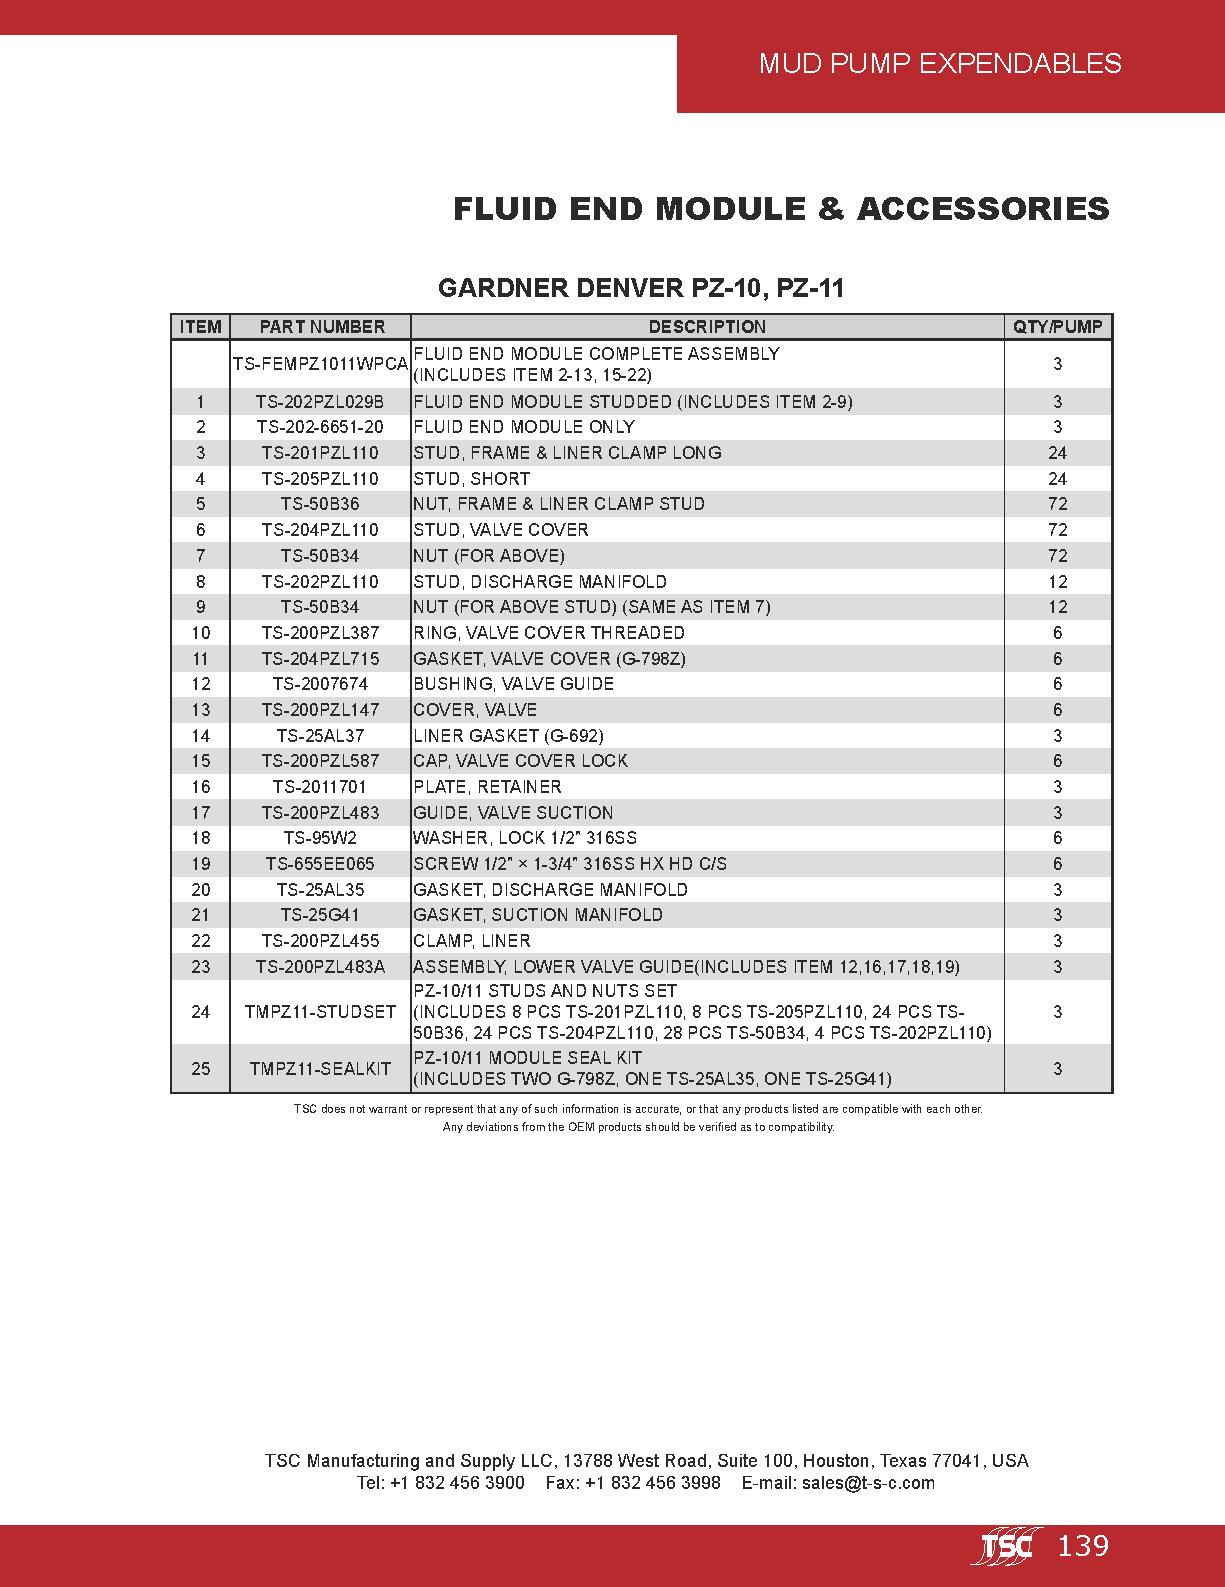 MUD PUMP EXPENDABLES
FLUID END MODULE & ACCESSORIES
GARDNER DENVER PZ-10, PZ-11
ITEM PART NUMBER DESCRIPTION QTY/PUMP
TS-FEMPZ1011WPCA FLUID END MODULE COMPLETE ASSEMBLY
(INCLUDES ITEM 2-13, 15-22) 3
1 TS-202PZL029B FLUID END MODULE STUDDED (INCLUDES ITEM 2-9) 3
2 TS-202-6651-20 FLUID END MODULE ONLY 3
3 TS-201PZL110 STUD, FRAME & LINER CLAMP LONG 24
4 TS-205PZL110 STUD, SHORT 24
5 TS-50B36 NUT, FRAME & LINER CLAMP STUD 72
6 TS-204PZL110 STUD, VALVE COVER 72
7 TS-50B34 NUT (FOR ABOVE) 72
8 TS-202PZL110 STUD, DISCHARGE MANIFOLD 12
9 TS-50B34 NUT (FOR ABOVE STUD) (SAME AS ITEM 7) 12
10 TS-200PZL387 RING, VALVE COVER THREADED 6
11 TS-204PZL715 GASKET, VALVE COVER (G-798Z) 6
12 TS-2007674 BUSHING, VALVE GUIDE 6
13 TS-200PZL147 COVER, VALVE 6
14 TS-25AL37 LINER GASKET (G-692) 3
15 TS-200PZL587 CAP, VALVE COVER LOCK 6
16 TS-2011701 PLATE, RETAINER 3
17 TS-200PZL483 GUIDE, VALVE SUCTION 3
18 TS-95W2 WASHER, LOCK 1/2" 316SS 6
19 TS-655EE065 SCREW 1/2" × 1-3/4" 316SS HX HD C/S 6
20 TS-25AL35 GASKET, DISCHARGE MANIFOLD 3
21 TS-25G41 GASKET, SUCTION MANIFOLD 3
22 TS-200PZL455 CLAMP, LINER 3
23 TS-200PZL483A ASSEMBLY, LOWER VALVE GUIDE(INCLUDES ITEM 12,16,17,18,19) 3
PZ-10/11 STUDS AND NUTS SET
24 TMPZ11-STUDSET (INCLUDES 8 PCS TS-201PZL110, 8 PCS TS-205PZL110, 24 PCS TS- 3
50B36, 24 PCS TS-204PZL110, 28 PCS TS-50B34, 4 PCS TS-202PZL110)
25 TMPZ11-SEALKIT PZ-10/11 MODULE SEAL KIT
(INCLUDES TWO G-798Z, ONE TS-25AL35, ONE TS-25G41) 3
TSC does not warrant or represent that any of such information is accurate, or that any products listed are compatible with each other.
Any deviations from the OEM products should be verified as to compatibility.
TSC Manufacturing and Supply LLC, 13788 West Road, Suite 100, Houston, Texas 77041, USA
Tel: +1 832 456 3900 Fax: +1 832 456 3998 E-mail: sales@t-s-c.com
TSC 139